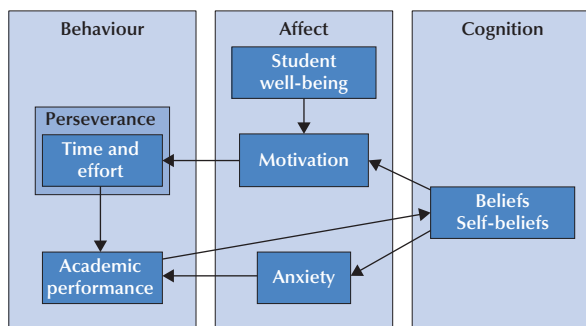 Behaviour
Affect
Cognition
Student
well-being
Perseverance
Time and
effort
Motivation
Beliefs
Self-beliefs
Academic
performance
Anxiety